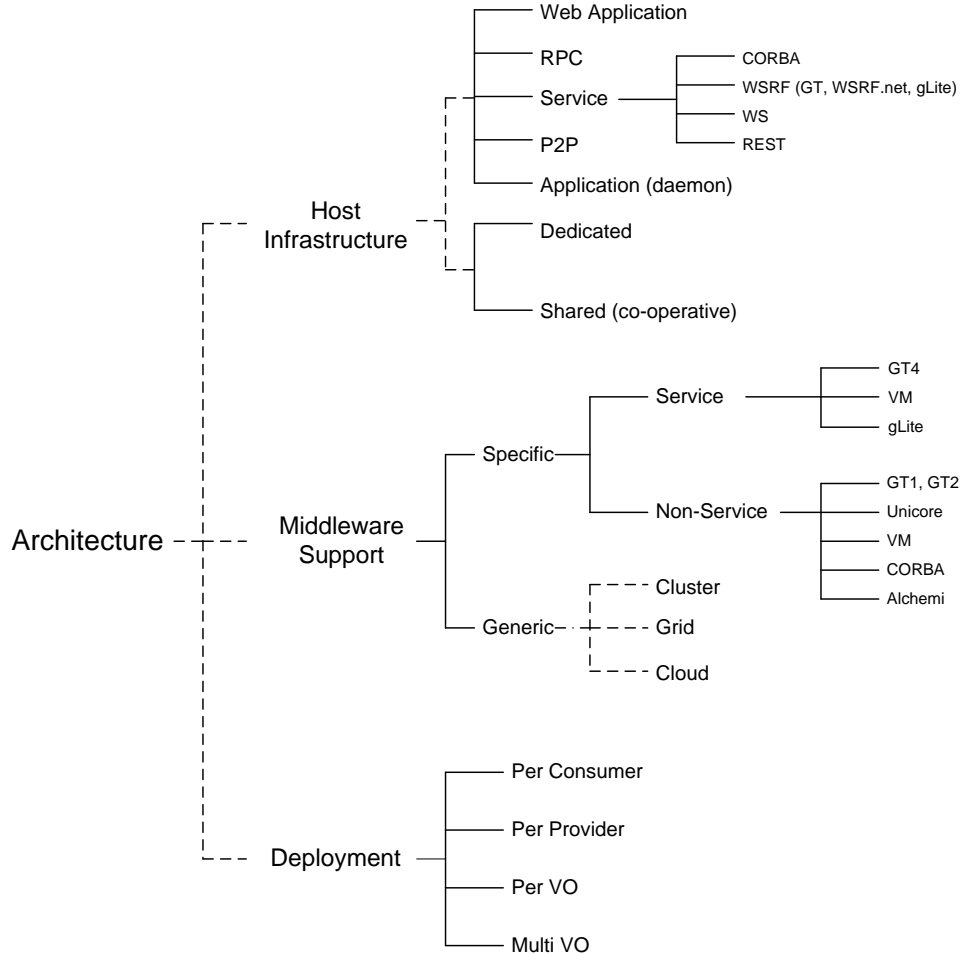 Web Application
RPC
CORBA
WSRF (GT, WSRF.net, gLite)
Service
WS
P2P
REST
Application (daemon)
Host
Infrastructure
Dedicated
Shared (co-operative)
GT4
Service
VM
gLite
Specific
GT1, GT2
Non-Service
Unicore
Architecture
Middleware
Support
VM
CORBA
Alchemi
Cluster
Generic
Grid
Cloud
Per Consumer
Per Provider
Deployment
Per VO
Multi VO